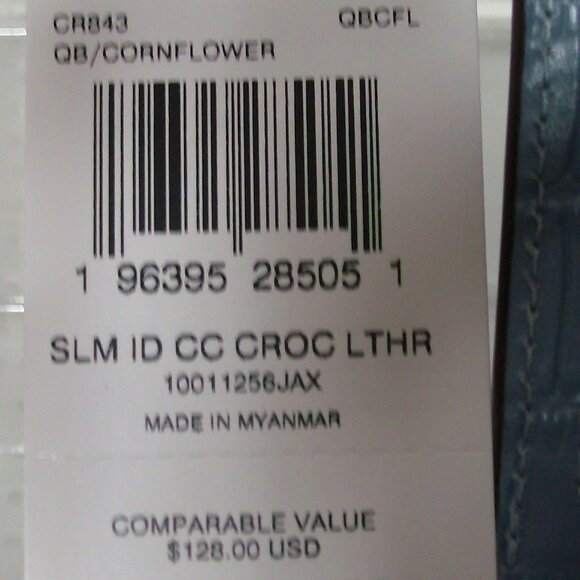 CR843 QBCFL
QB/CORNFLOWER
1 96395 28505 1
SLM ID CC CROC LTHR
10011256JAX
MADE IN MYANMAR
COMPARABLE VALUE
$128.00 USD